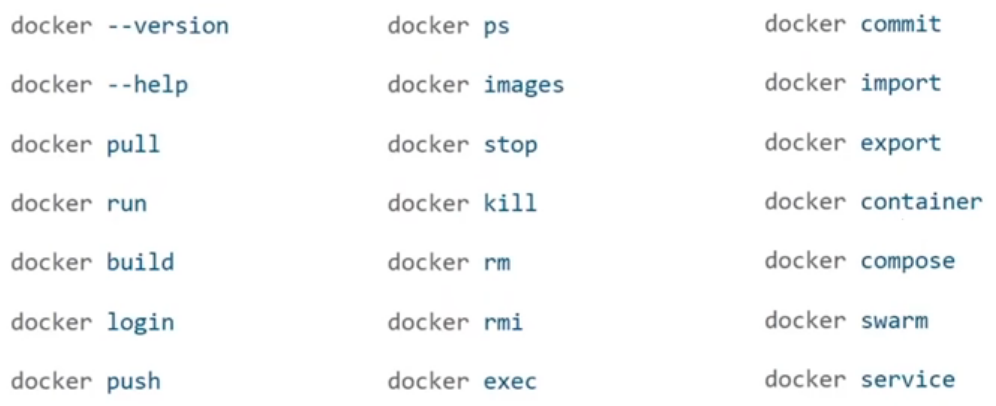 docker --version
docker --help
docker pull
docker run
docker build
docker login
docker push
docker ps
docker images
docker stop
docker kill
docker rm
docker rmi
docker exec
docker commit
docker import
docker export
docker container
docker compose
docker swarm
docker service